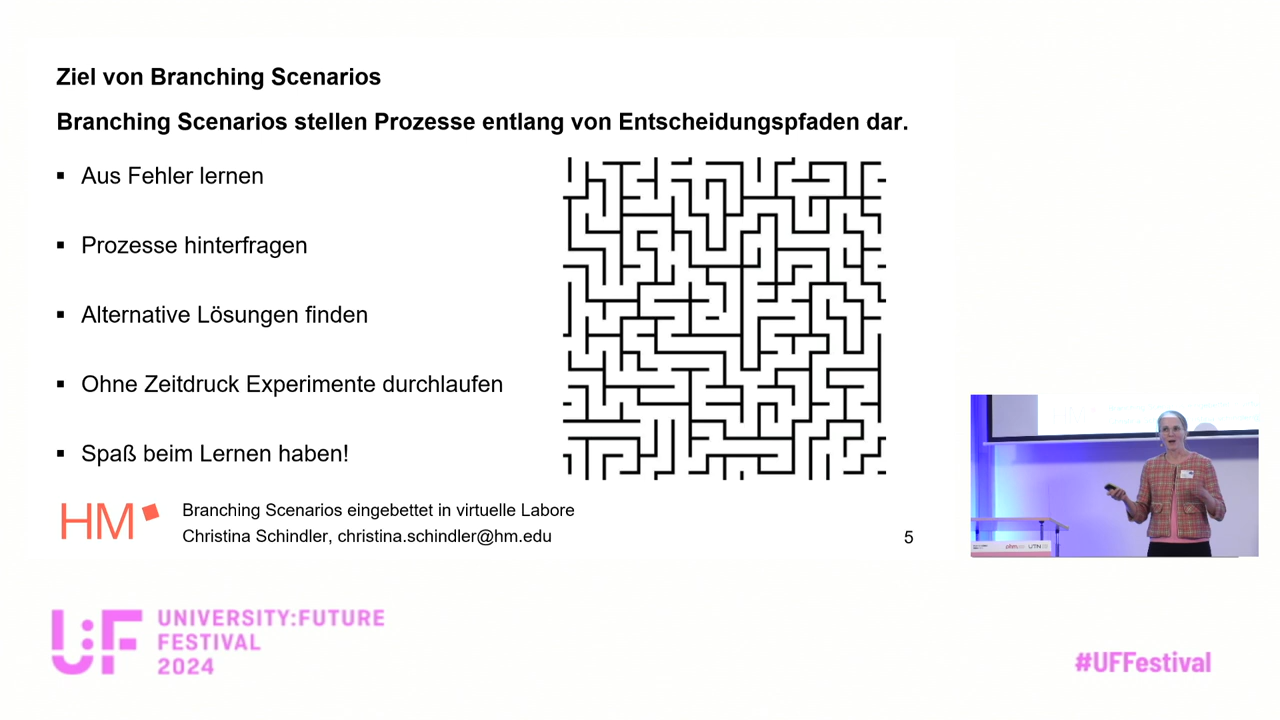 Ziel von Branching Scenarios
Branching Scenarios stellen Prozesse entlang von Entscheidungspfaden dar.
▪ Aus Fehler lernen
▪ Prozesse hinterfragen
▪ Alternative Lösungen finden
▪ Ohne Zeitdruck Experimente durchlaufen
▪ Spaß beim Lernen haben!
HM
Branching Scenarios eingebettet in virtuelle Labore
Christina Schindler, christina.schindler@hm.edu
5
U:F
UNIVERSITY:FUTURE
FESTIVAL
2024
#UFFestival